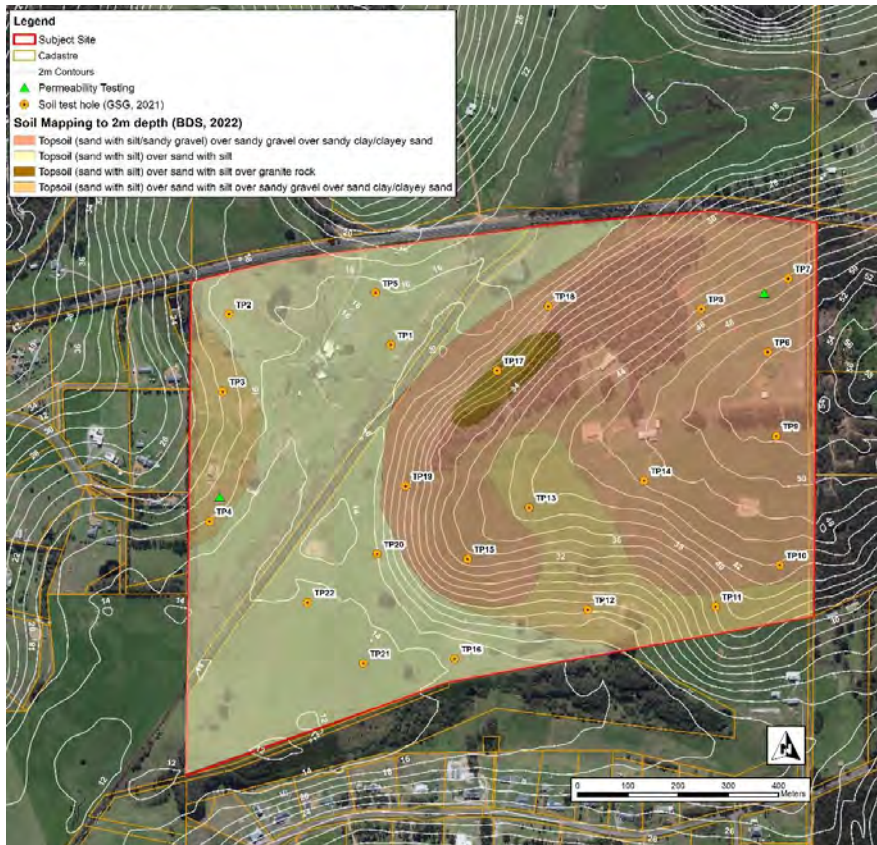 Legend
Subject Site
Cadastre
2m Contours
Permeability Testing
Soil test hole (GSG, 2021)
Soil Mapping to 2m depth (BDS, 2022)
Topsoil (sand with silt/sandy gravel) over sandy gravel over sandy clay/clayey sand
Topsoil (sand with silt) over sand with silt
Topsoil (sand with silt) over sand with silt over granite rock
Topsoil (sand with silt) over sand with silt over sandy gravel over sand clay/clayey sand
TP7
TP5
TP2
TP18
TP8
TP1
TP6
TP17
34
TP3
TP9
TP14
50
TP19
TP13
TP4
TP20
TP15
32
36
TP10
TP22
TP12
TP11
TP16
TP21
N
0 100 200 300 400
Meters